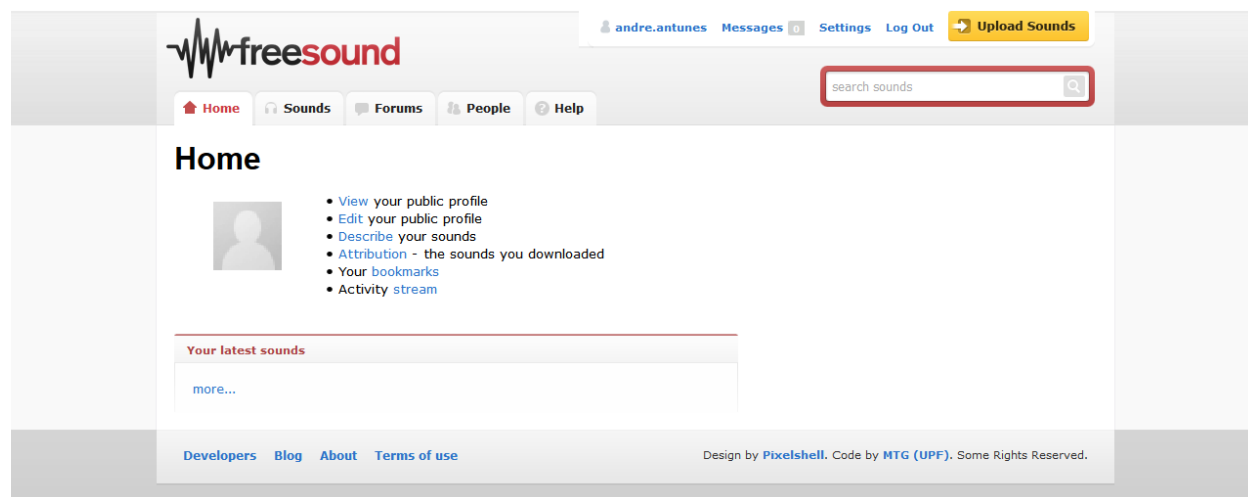 andre.antunes Messages 0 Settings Log Out Upload Sounds
freesound
search sounds
Home Sounds Forums People Help
Home
• View your public profile
• Edit your public profile
• Describe your sounds
• Attribution - the sounds you downloaded
• Your bookmarks
• Activity stream
Your latest sounds
more...
Developers Blog About Terms of use
Design by Pixelshell. Code by MTG (UPF). Some Rights Reserved.